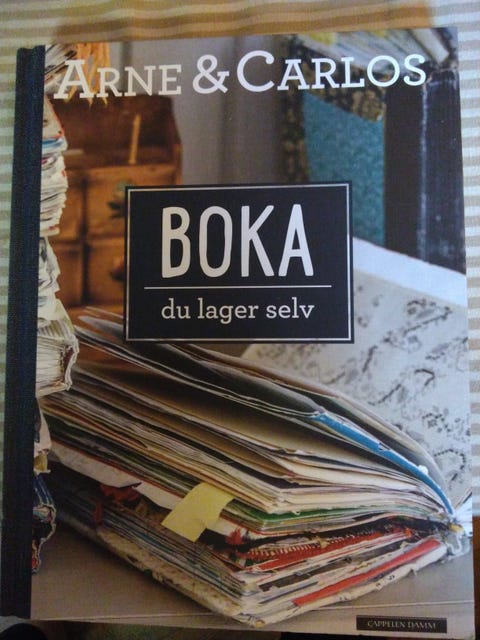 ARNE & CARLOS
BOKA
du lager selv
CAPPELEN DAMM